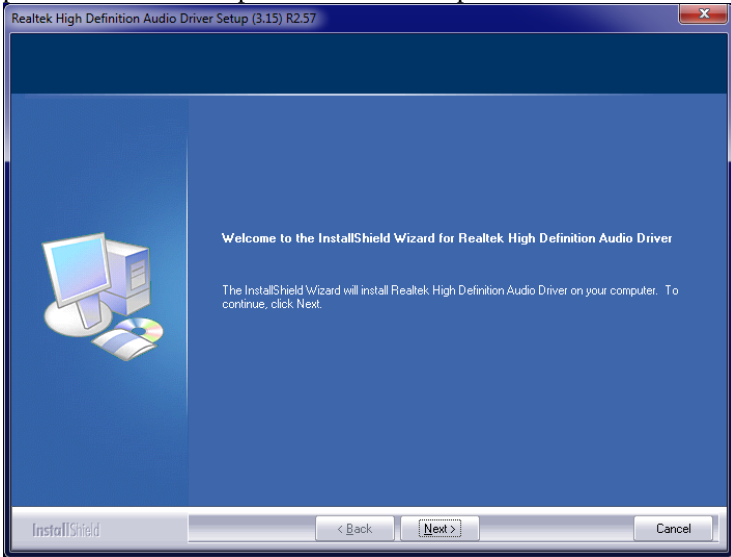 Realtek High Definition Audio Driver Setup (3.15) R2.57
Welcome to the InstallShield Wizard for Realtek High Definition Audio Driver
The InstallShield Wizard will install Realtek High Definition Audio Driver on your computer. To
continue, click Next.
InstallShield
< Back
Next >
Cancel